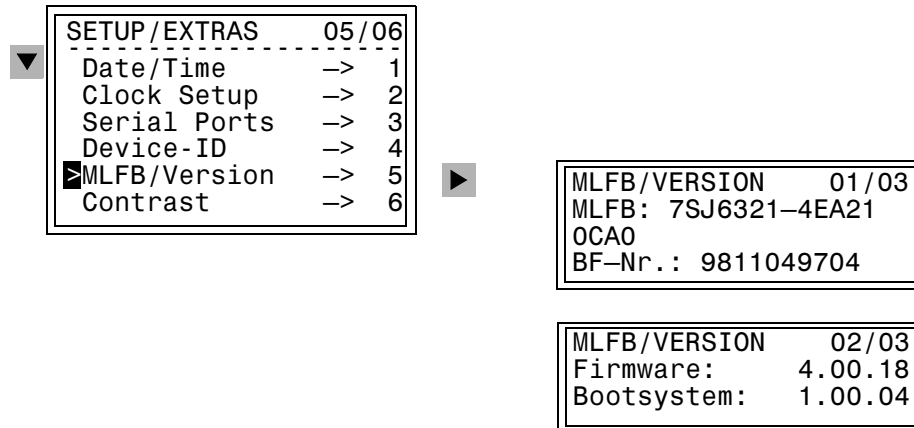 SETUP/EXTRAS 05/06
----------------------
Date/Time —> 1
Clock Setup —> 2
Serial Ports —> 3
Device-ID —> 4
>MLFB/Version —> 5
Contrast —> 6
MLFB/VERSION 01/03
MLFB: 7SJ6321—4EA21
0CA0
BF—Nr.: 9811049704
MLFB/VERSION 02/03
Firmware: 4.00.18
Bootsystem: 1.00.04